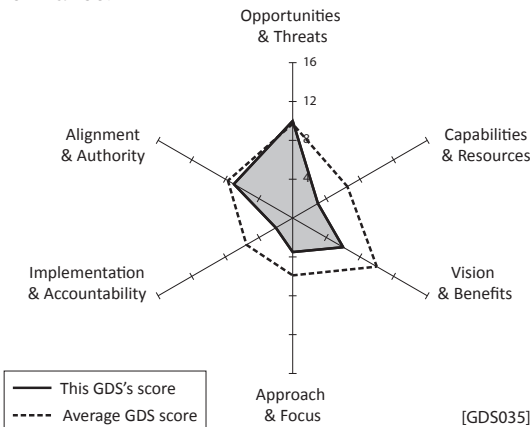 Opportunities
& Threats
16
12
8
4
Alignment
& Authority
Capabilities
& Resources
Implementation
& Accountability
Vision
& Benefits
This GDS's score
Average GDS score
Approach
& Focus
[GDS035]